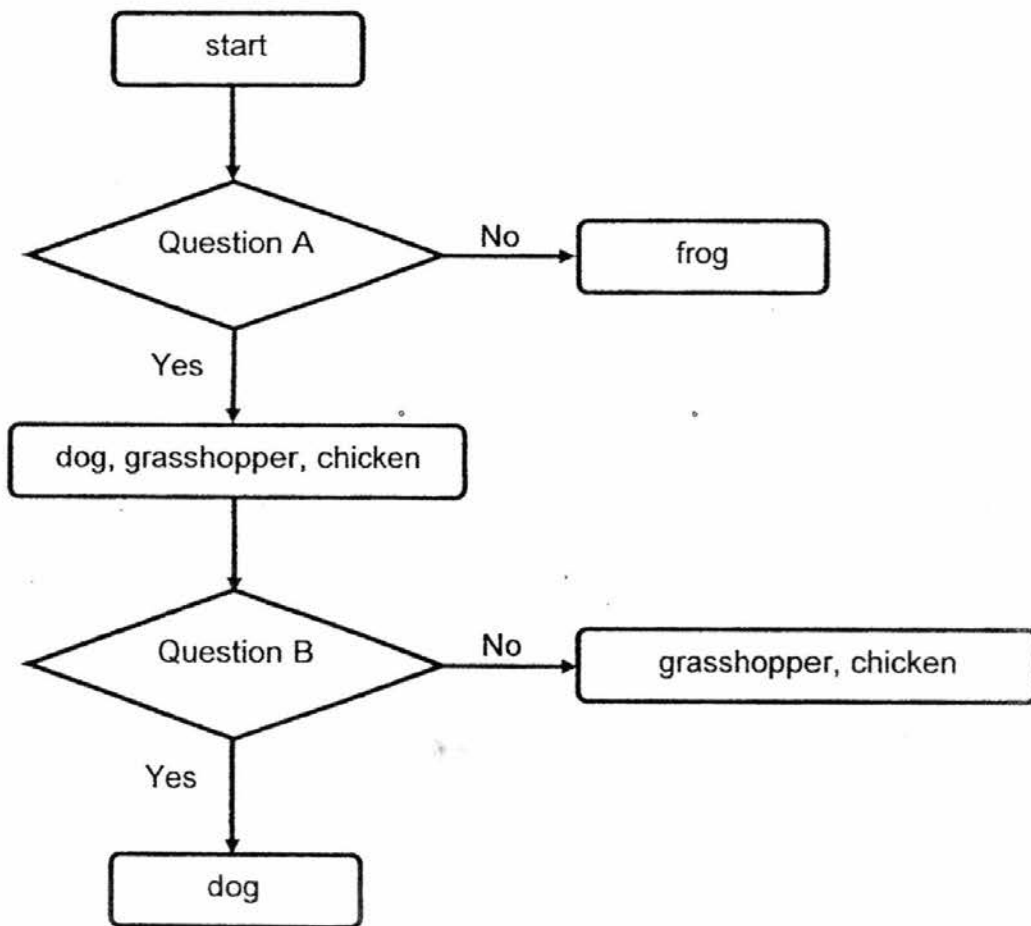 start
Question A
No
frog
Yes
dog, grasshopper, chicken
Question B
No
grasshopper, chicken
Yes
dog